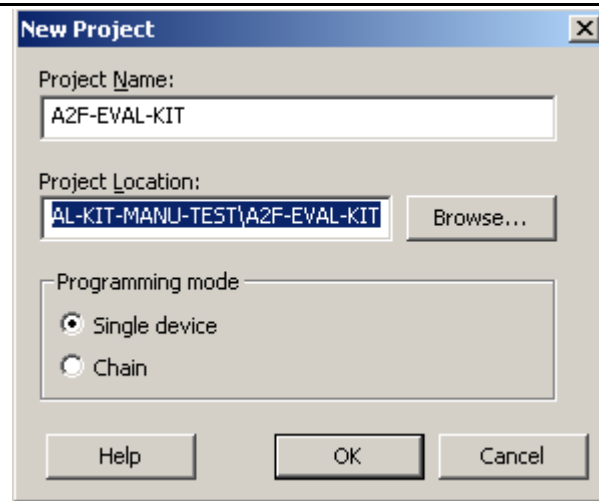 New Project
Project Name:
A2F-EVAL-KIT
Project Location:
AL-KIT-MANU-TEST\A2F-EVAL-KIT
Browse...
Programming mode
Single device
Chain
Help
OK
Cancel